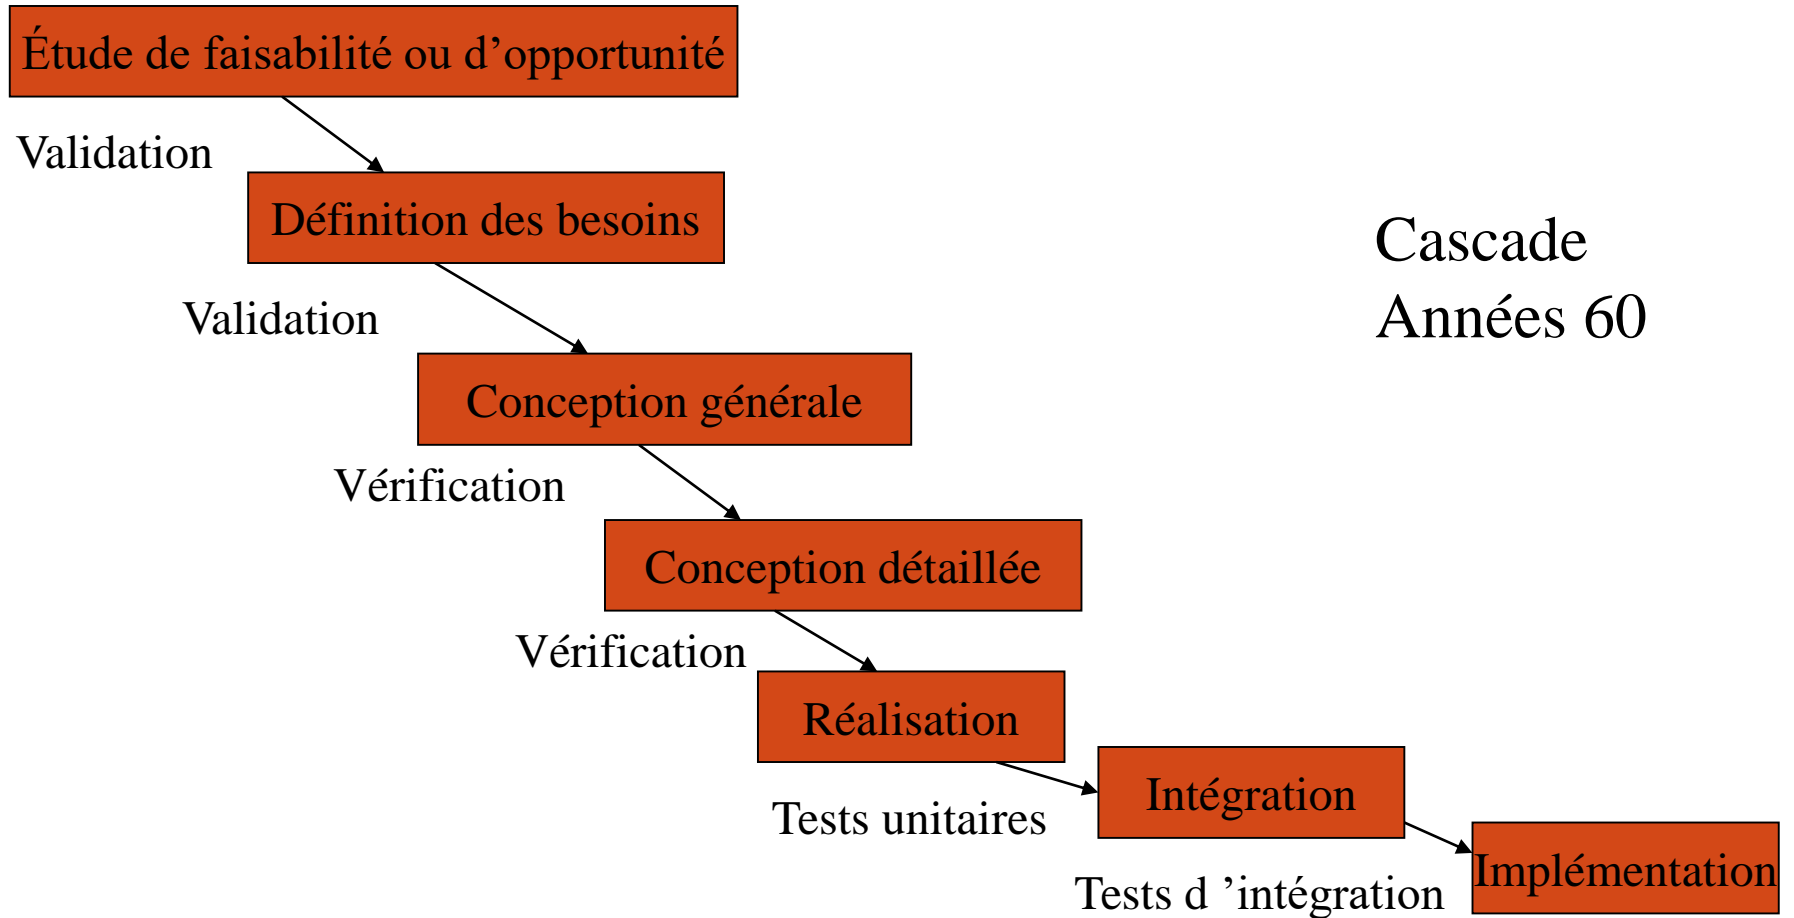 Étude de faisabilité ou d’opportunité
Validation
Définition des besoins
Cascade
Années 60
Validation
Conception générale
Vérification
Conception détaillée
Vérification
Réalisation
Intégration
Tests unitaires
Implémentation
Tests d ’intégration